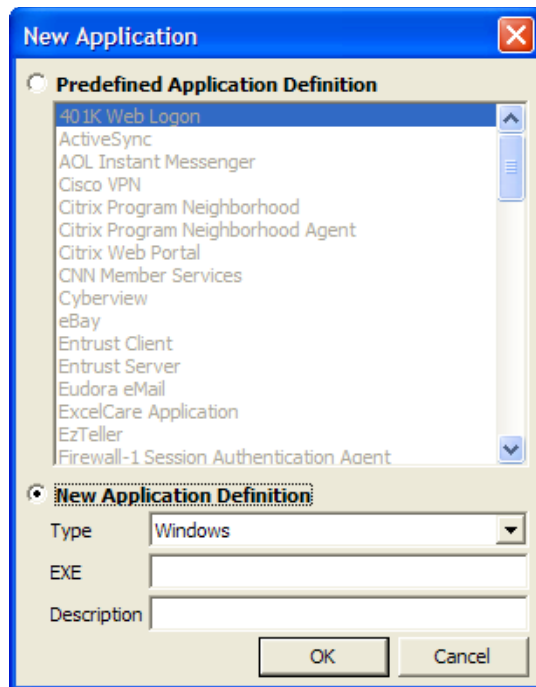 New Application
Predefined Application Definition
401K Web Logon
ActiveSync
AOL Instant Messenger
Cisco VPN
Citrix Program Neighborhood
Citrix Program Neighborhood Agent
Citrix Web Portal
CNN Member Services
Cyberview
eBay
Entrust Client
Entrust Server
Eudora eMail
ExcelCare Application
EzTeller
Firewall-1 Session Authentication Agent
New Application Definition
Type Windows
EXE
Description
OK Cancel